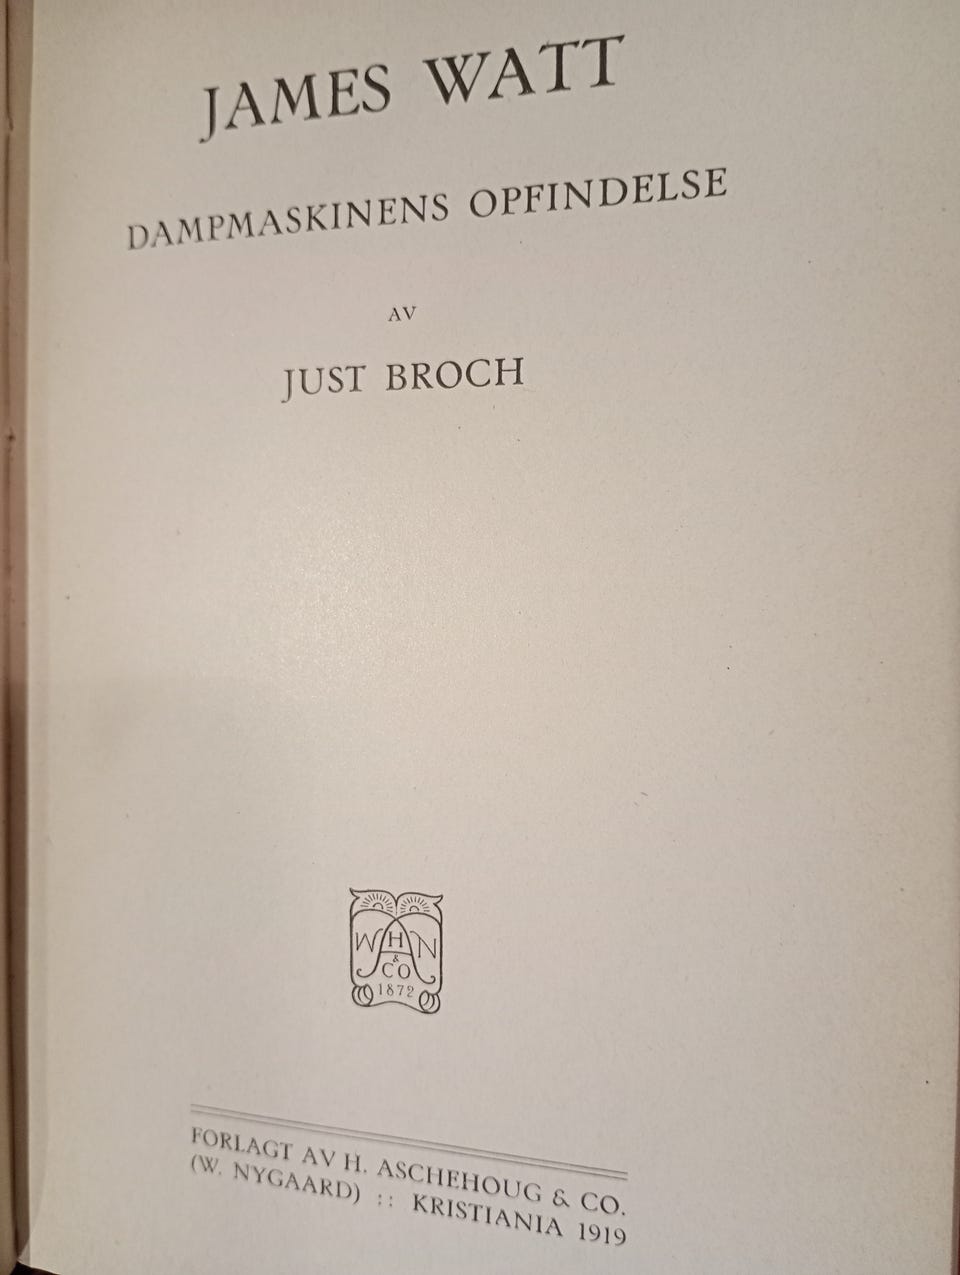 JAMES WATT
DAMPMASKINENS OPFINDELSE
AV
JUST BROCH
W H N
&
CO
1872
FORLAGT AV H. ASCHEHOUG & CO.
(W. NYGAARD) :: KRISTIANIA 1919